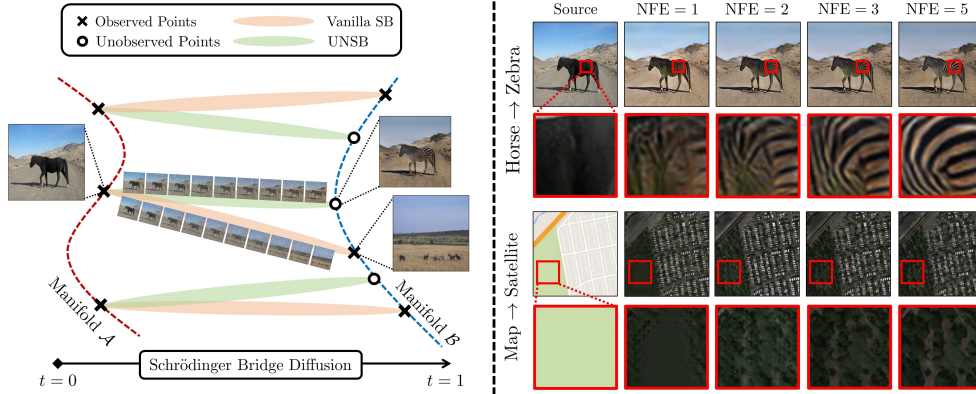 Observed Points
Vanilla SB
Unobserved Points
UNSB
Manifold 𝒜
Manifold ℬ
Schrödinger Bridge Diffusion
t = 0
t = 1
Source
NFE = 1
NFE = 2
NFE = 3
NFE = 5
Horse → Zebra
Map → Satellite